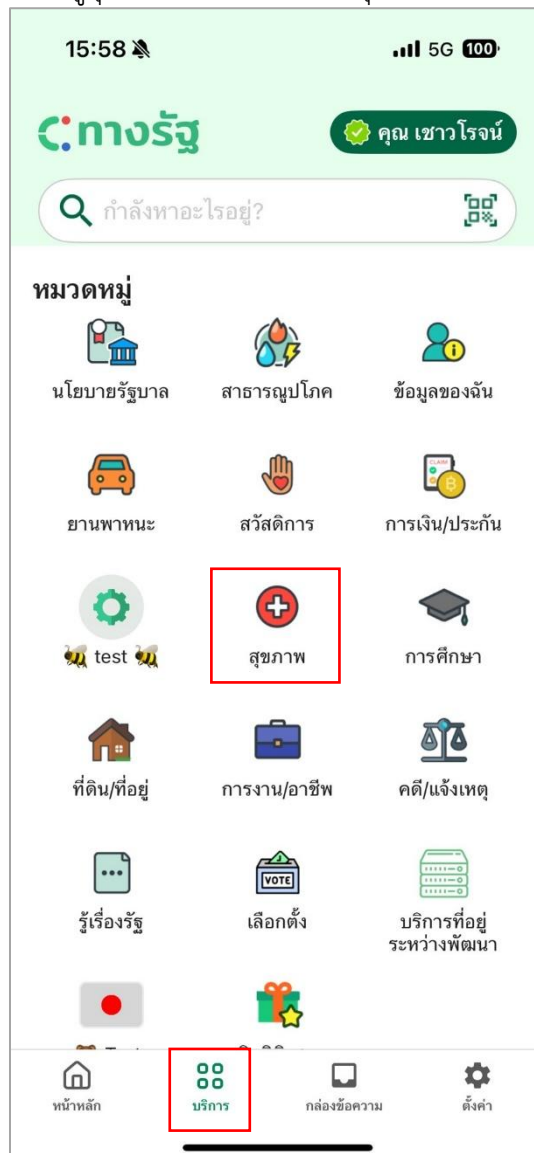 15:58 5G 100
ทางรัฐ
คุณ เชาวโรจน์
กำลังหาอะไรอยู่?
หมวดหมู่
นโยบายรัฐบาล สาธารณูปโภค ข้อมูลของฉัน
CLAIM
ยานพาหนะ สวัสดิการ การเงิน/ประกัน
test สุขภาพ การศึกษา
ที่ดิน/ที่อยู่ การงาน/อาชีพ คดี/แจ้งเหตุ
VOTE
รู้เรื่องรัฐ เลือกตั้ง บริการที่อยู่
ระหว่างพัฒนา
หน้าหลัก บริการ กล่องข้อความ ตั้งค่า